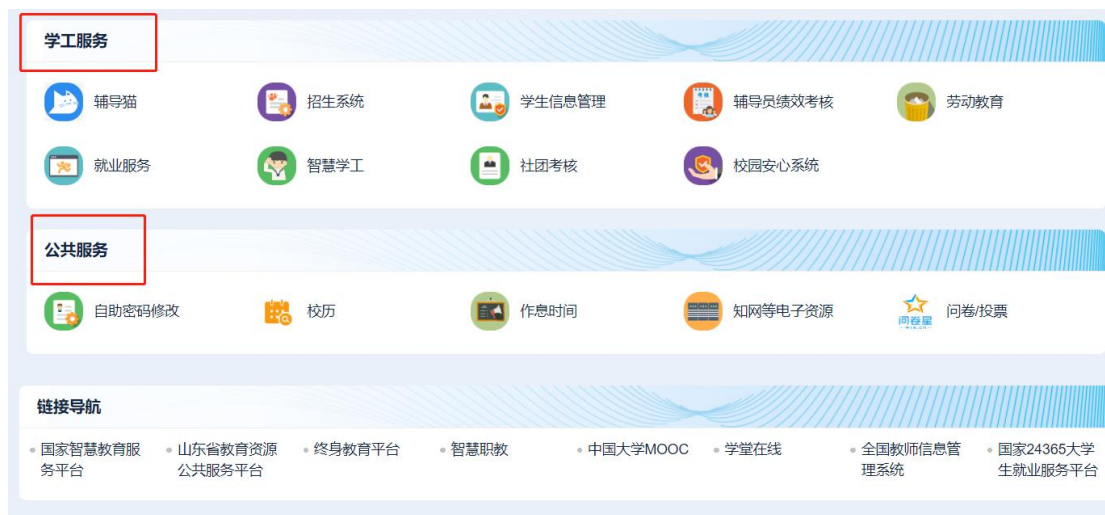 学工服务
辅导猫
招生系统
学生信息管理
辅导员绩效考核
劳动教育
就业服务
智慧学工
社团考核
校园安心系统
公共服务
自助密码修改
校历
作息时间
知网等电子资源
问卷星
问卷/投票
链接导航
国家智慧教育服
务平台
山东省教育资源
公共服务平台
终身教育平台
智慧职教
中国大学MOOC
学堂在线
全国教师信息管
理系统
国家24365大学
生就业服务平台